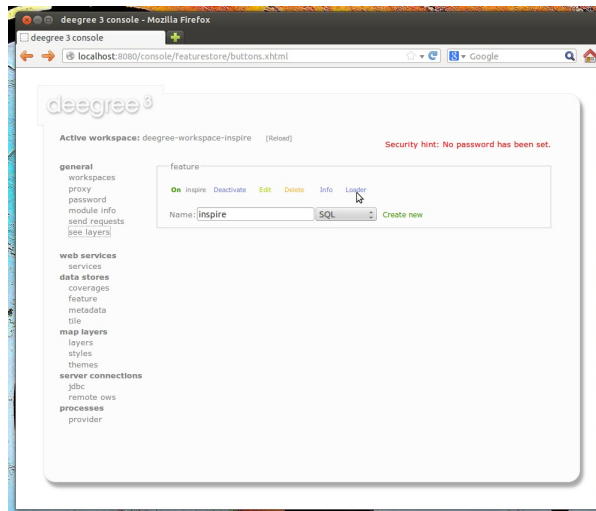 deegree 3 console - Mozilla Firefox
deegree 3 console
localhost:8080/console/featurestore/buttons.xhtml
Google
deegree 3
Active workspace: deegree-workspace-inspire [Reload]
Security hint: No password has been set.
general
workspaces
proxy
password
module info
send requests
see layers
web services
services
data stores
coverages
feature
metadata
tile
map layers
layers
styles
themes
server connections
jdbc
remote ows
processes
provider
feature
On inspire Deactivate Edit Delete Info Loader
Name: inspire SQL Create new